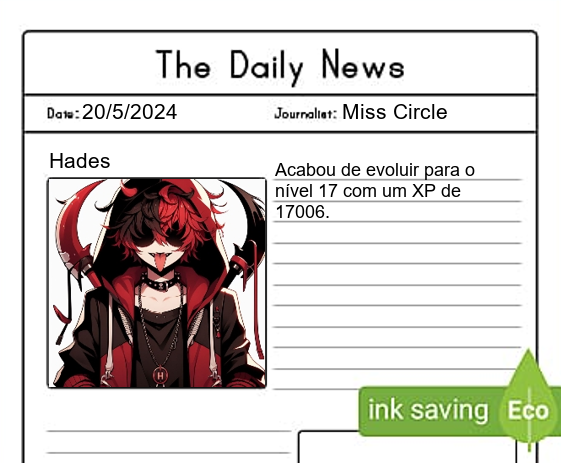 The Daily News
Date: 20/5/2024
Journalist: Miss Circle
Hades
Acabou de evoluir para o
nível 17 com um XP de
17006.
H
ink saving
Eco